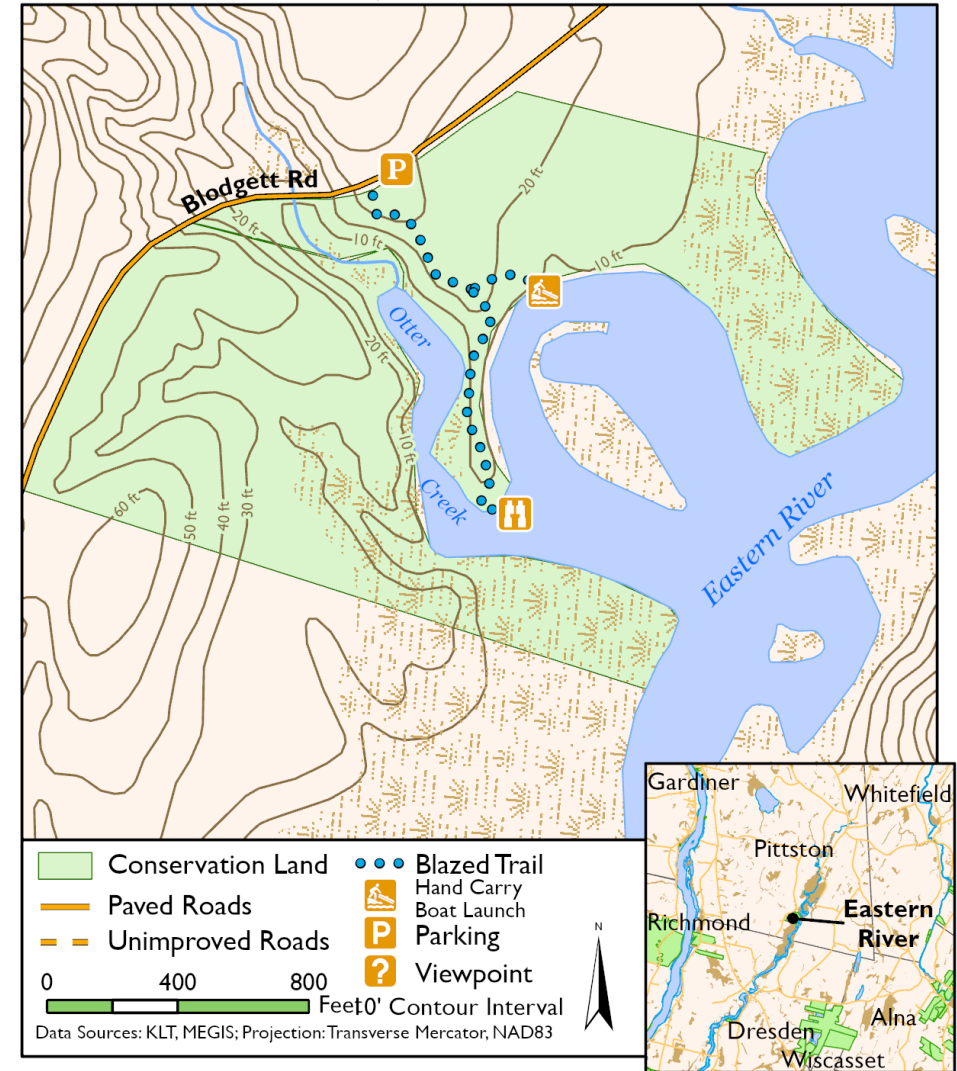 P
Blodgett Rd
20 ft
20 ft
10 ft
10 ft
Otter
20 ft
10 ft
Creek
60 ft
50 ft
40 ft
30 ft
Eastern River
Conservation Land
Paved Roads
Unimproved Roads
0 400 800 Feet
Blazed Trail
Hand Carry
Boat Launch
P Parking
? Viewpoint
10' Contour Interval
Data Sources: KLT, MEGIS; Projection: Transverse Mercator, NAD83
N
Gardiner
Whitefield
Pittston
Richmond
Eastern
River
Dresden
Alna
Wiscasset